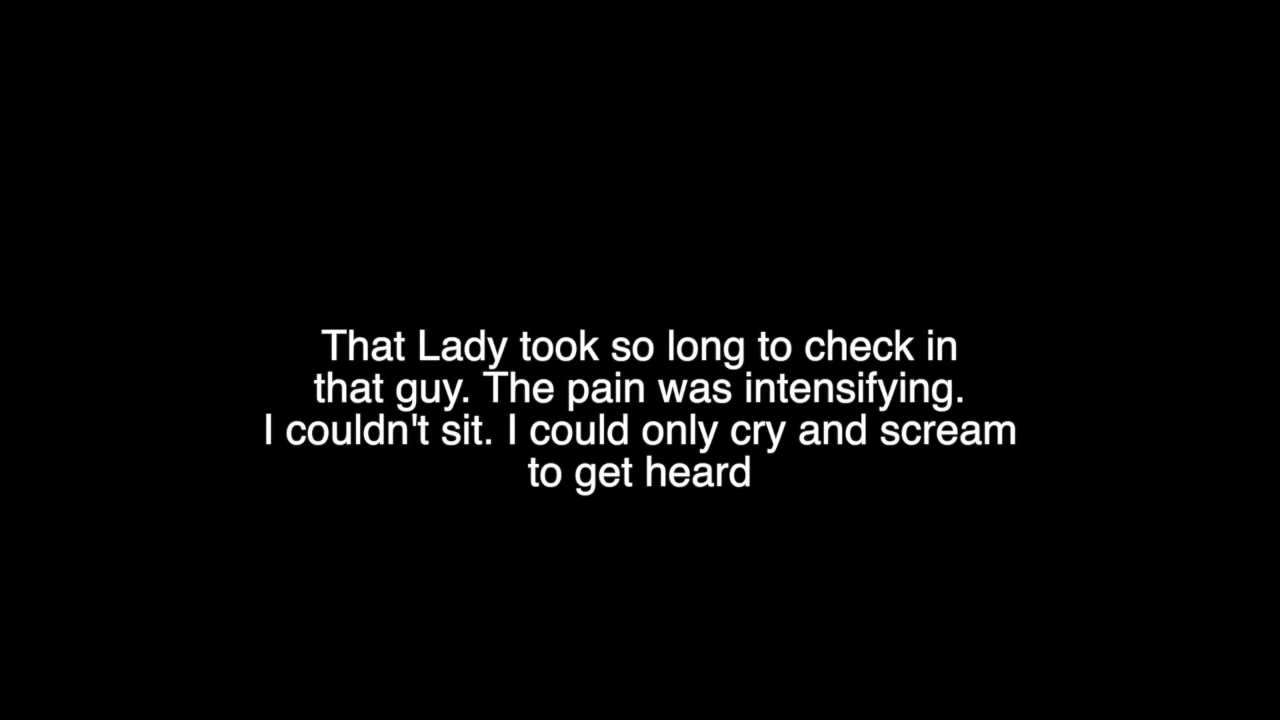 That Lady took so long to check in
that guy. The pain was intensifying.
I couldn't sit. I could only cry and scream
to get heard